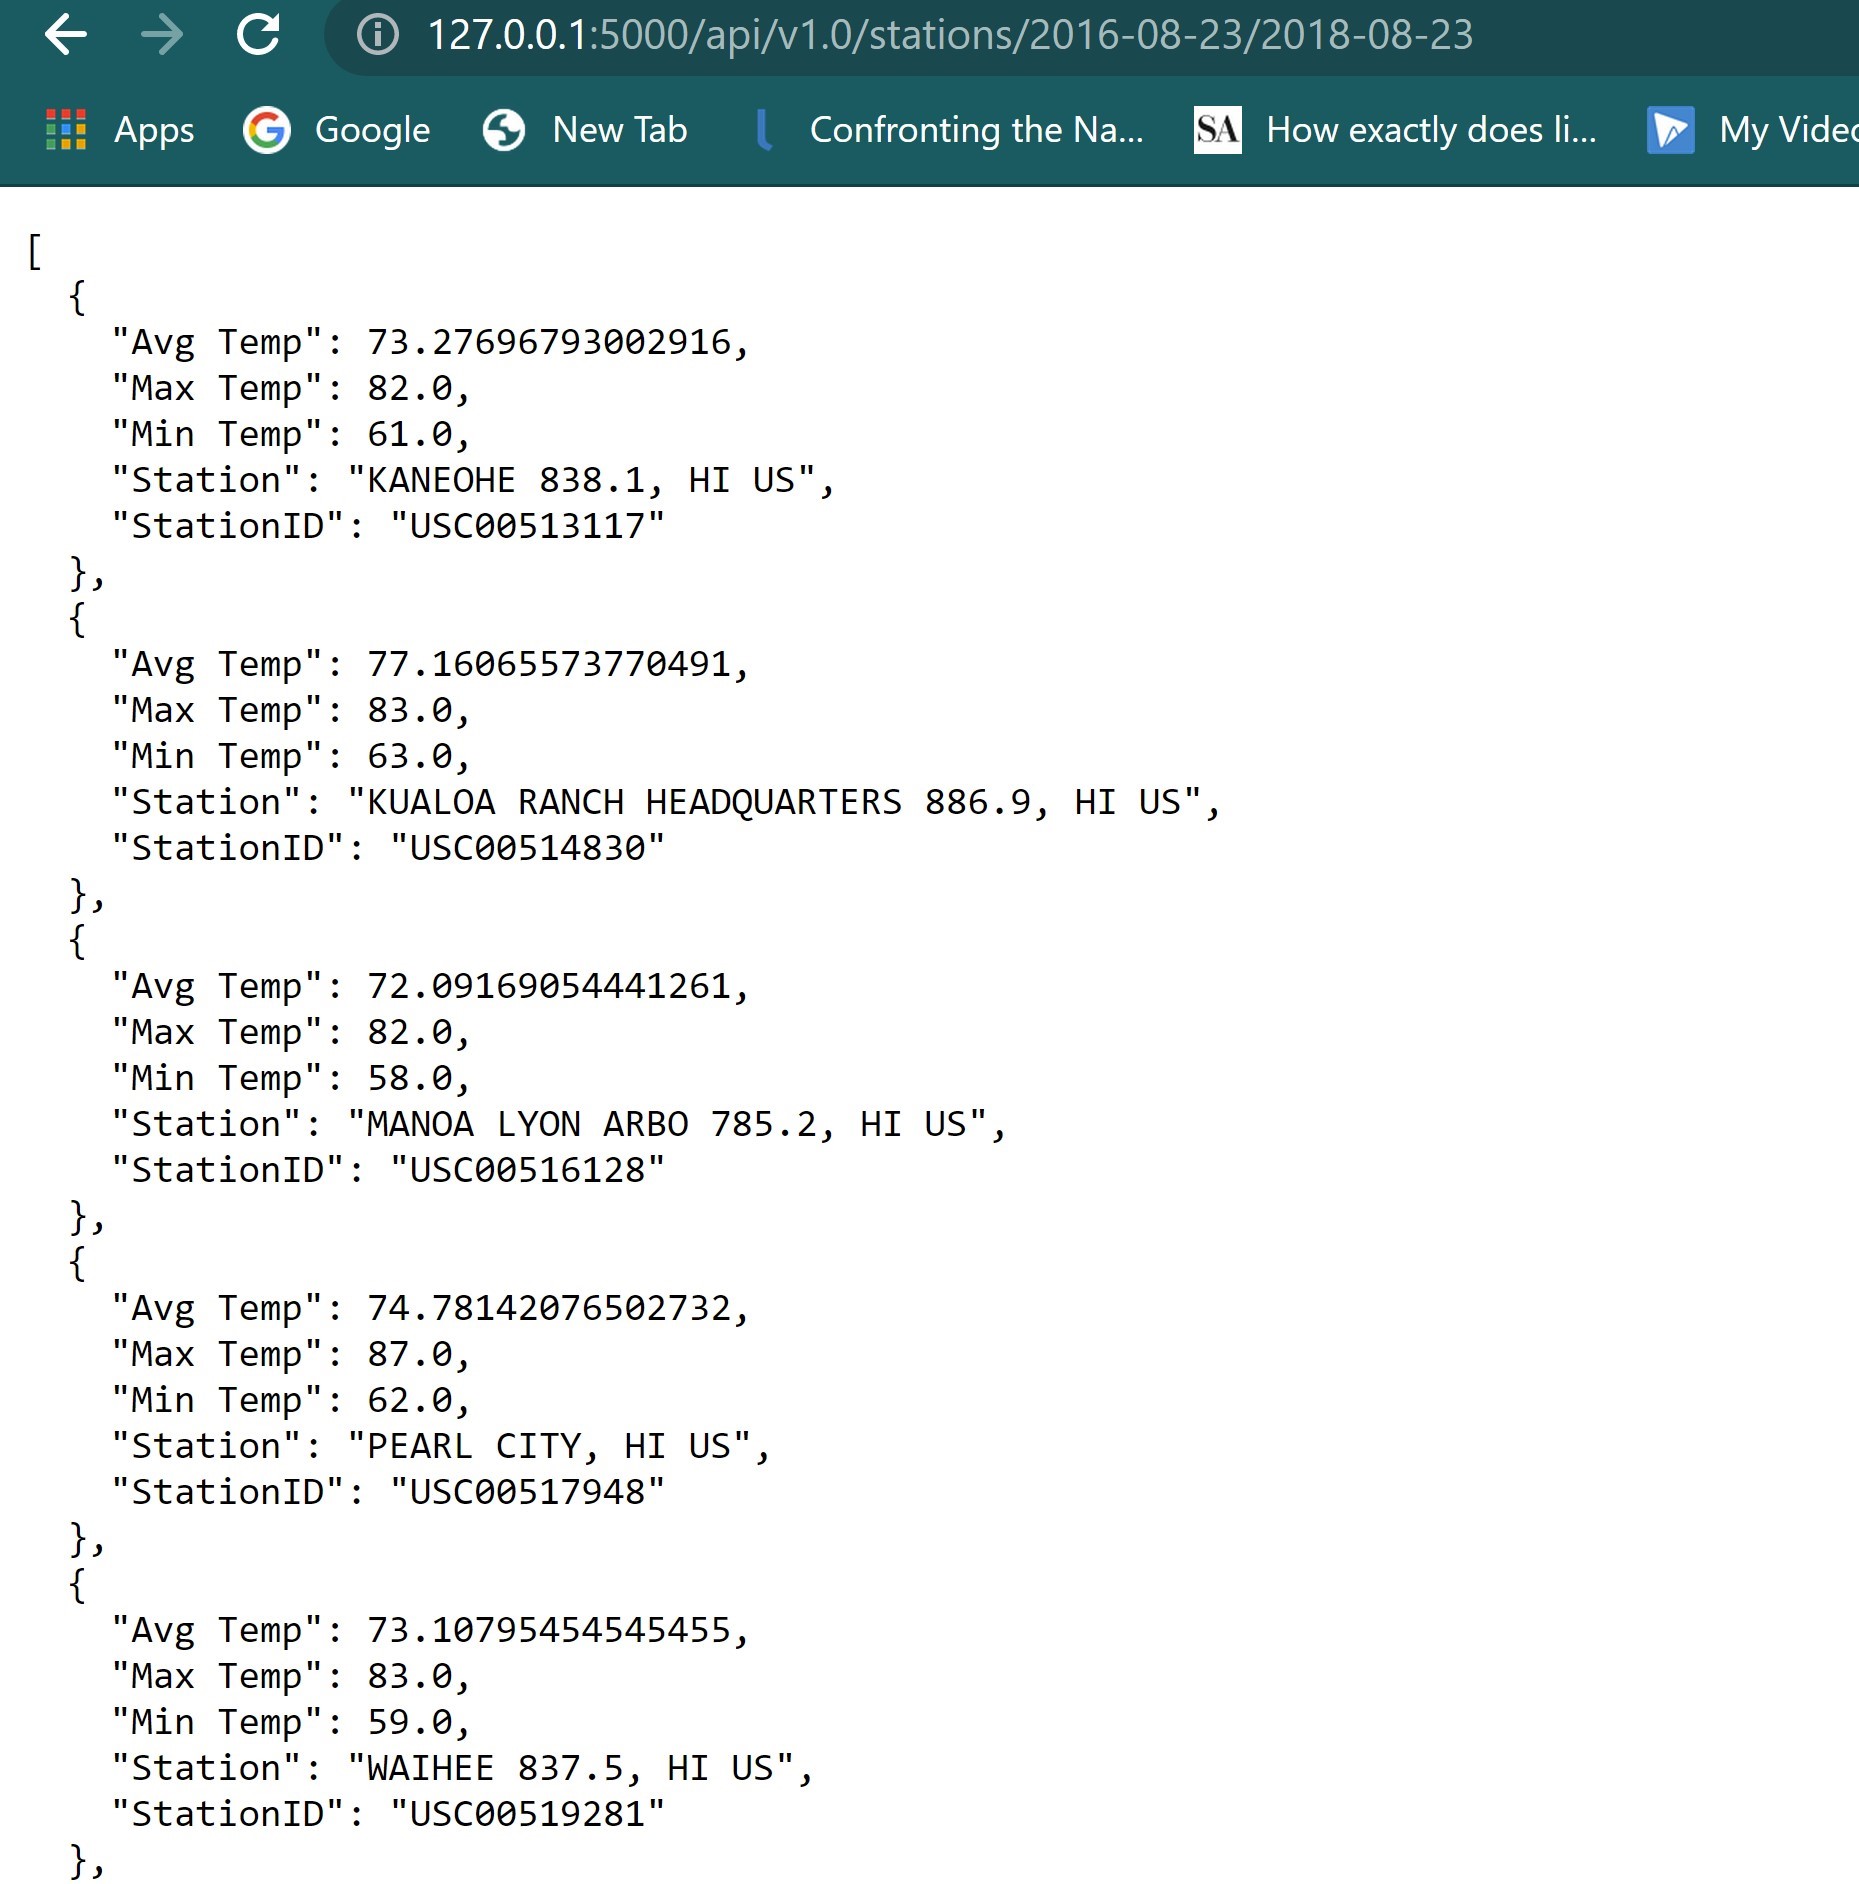 127.0.0.1:5000/api/v1.0/stations/2016-08-23/2018-08-23
Apps Google New Tab Confronting the Na... SA How exactly does li... My Video
[
  {
    "Avg Temp": 73.27696793002916,
    "Max Temp": 82.0,
    "Min Temp": 61.0,
    "Station": "KANEOHE 838.1, HI US",
    "StationID": "USC00513117"
  },
  {
    "Avg Temp": 77.16065573770491,
    "Max Temp": 83.0,
    "Min Temp": 63.0,
    "Station": "KUALOA RANCH HEADQUARTERS 886.9, HI US",
    "StationID": "USC00514830"
  },
  {
    "Avg Temp": 72.09169054441261,
    "Max Temp": 82.0,
    "Min Temp": 58.0,
    "Station": "MANOA LYON ARBO 785.2, HI US",
    "StationID": "USC00516128"
  },
  {
    "Avg Temp": 74.78142076502732,
    "Max Temp": 87.0,
    "Min Temp": 62.0,
    "Station": "PEARL CITY, HI US",
    "StationID": "USC00517948"
  },
  {
    "Avg Temp": 73.10795454545455,
    "Max Temp": 83.0,
    "Min Temp": 59.0,
    "Station": "WAIHEE 837.5, HI US",
    "StationID": "USC00519281"
  },